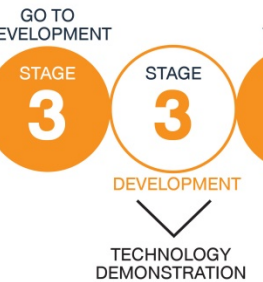 GO TO
DEVELOPMENT
STAGE
3
STAGE
3
DEVELOPMENT
TECHNOLOGY
DEMONSTRATION